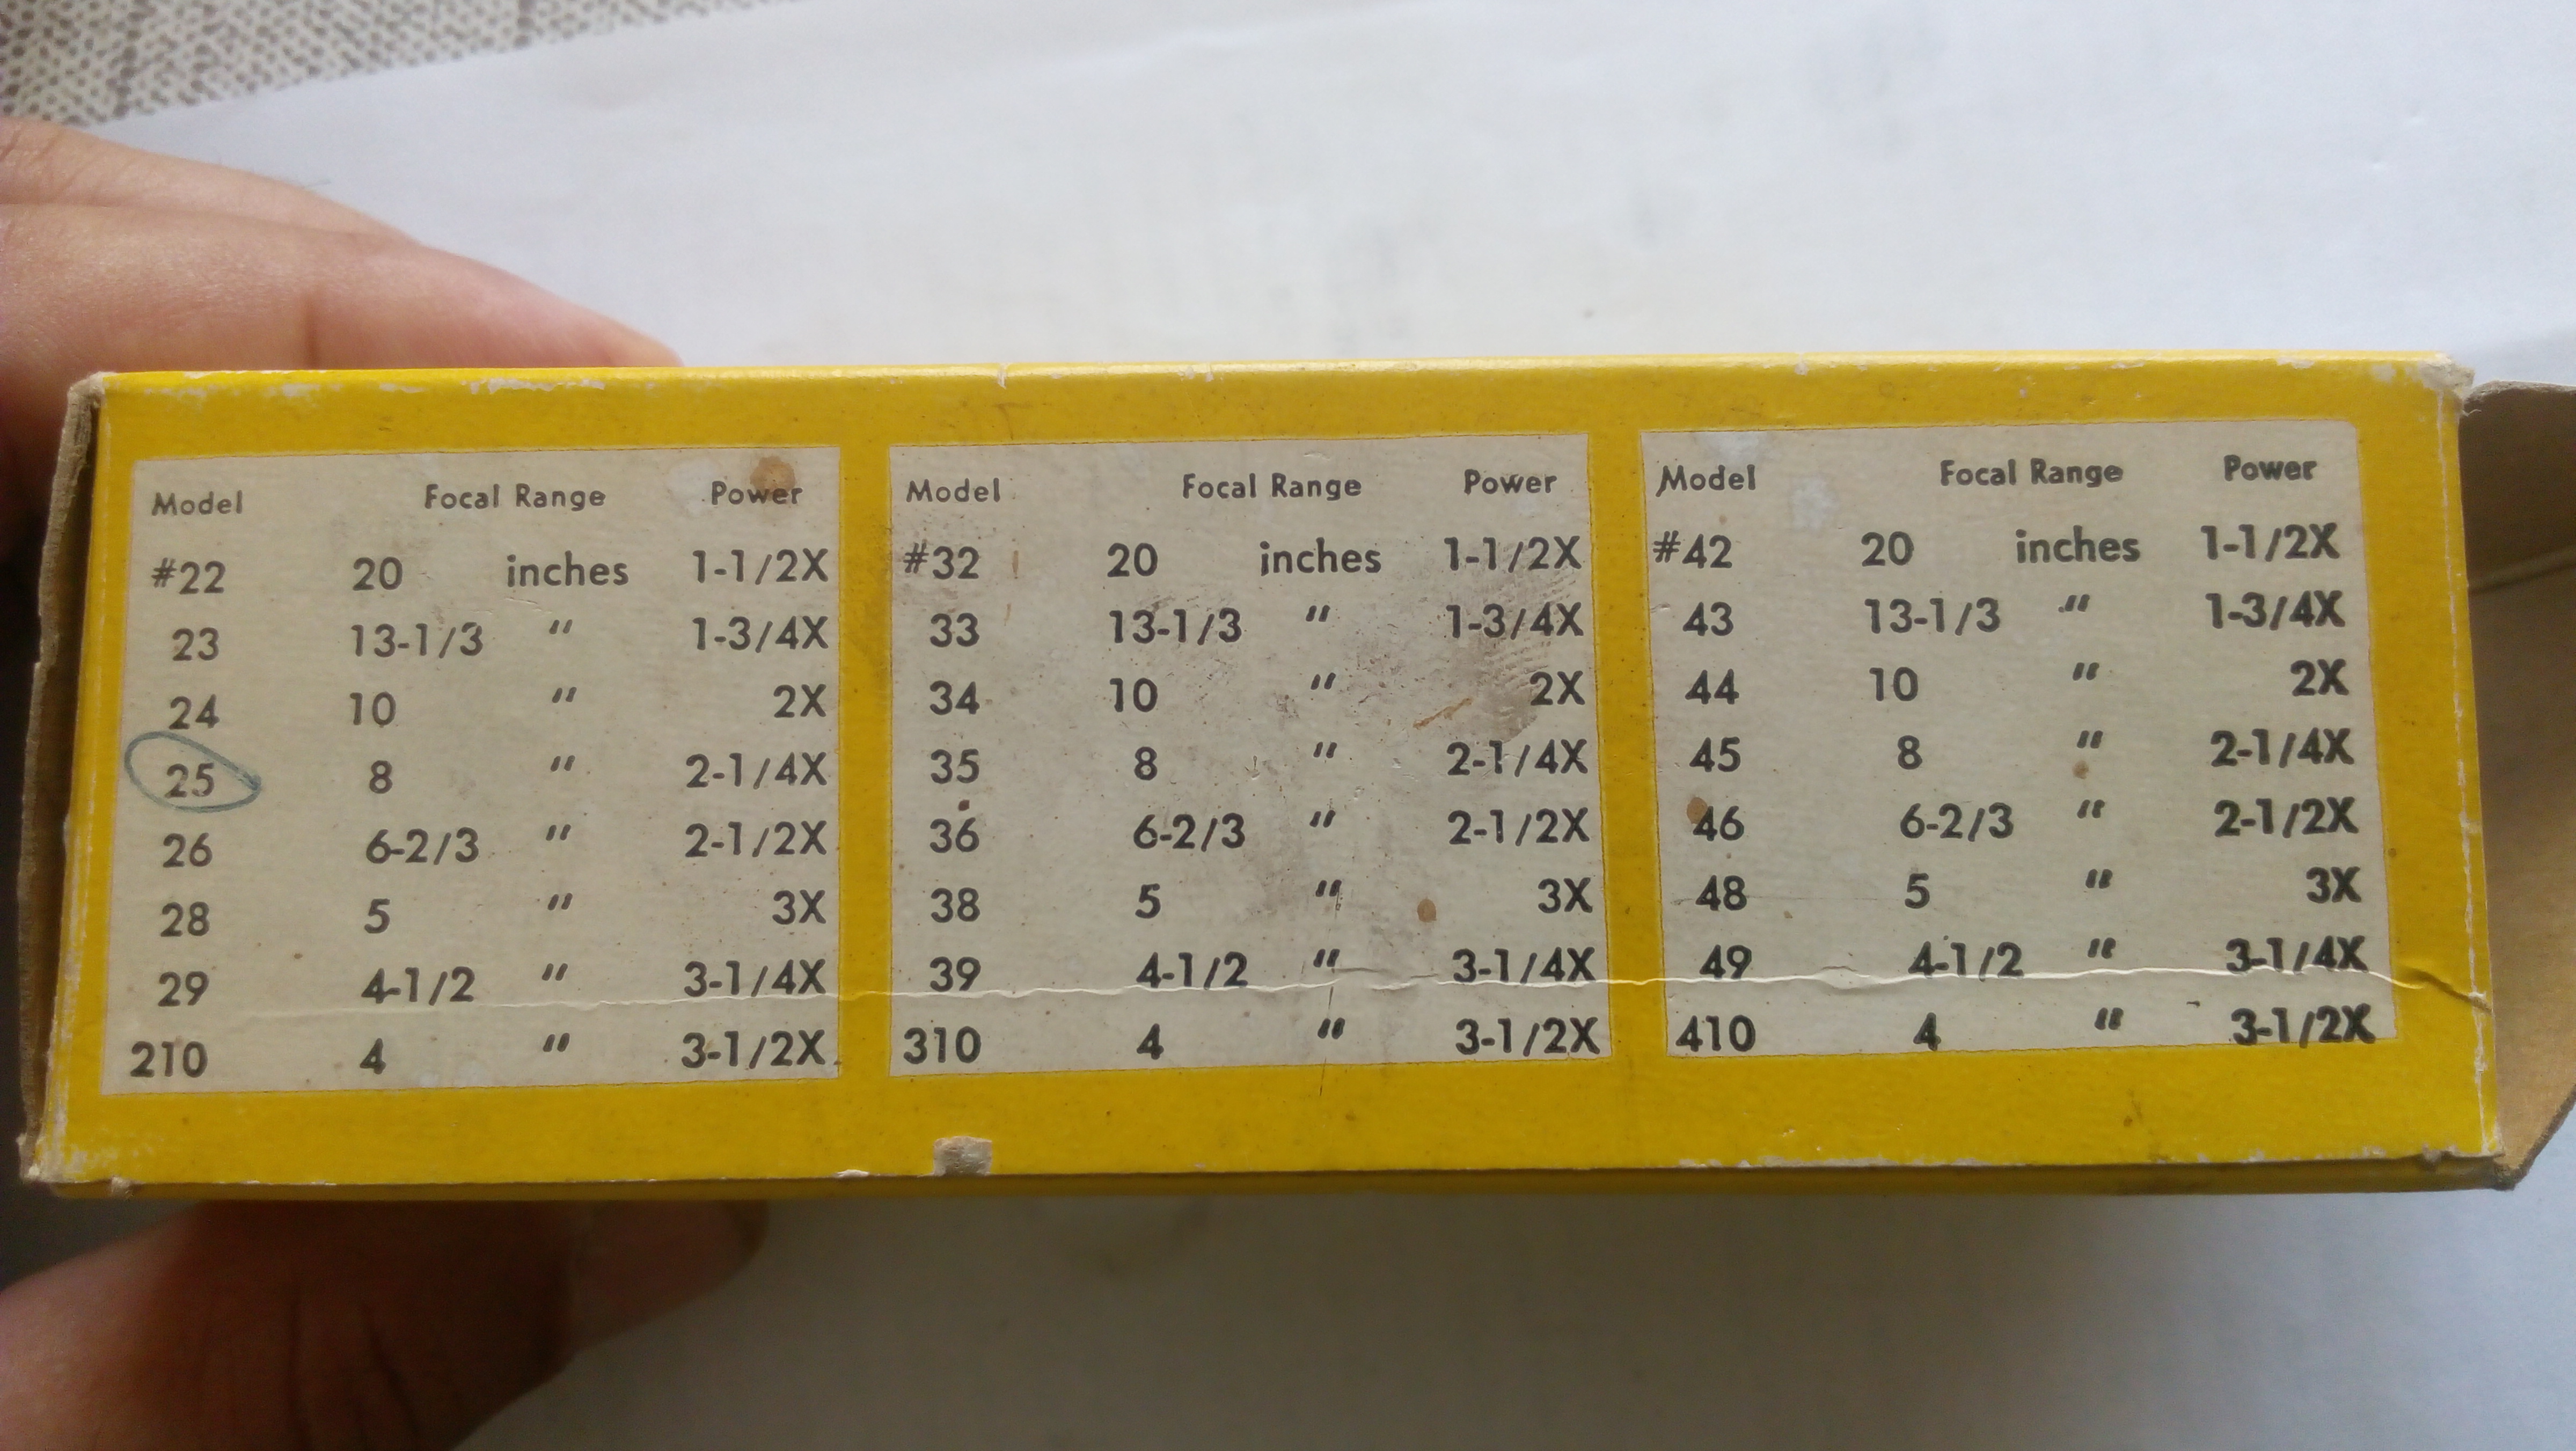 Model Focal Range Power
#22 20 inches 1-1/2X
23 13-1/3 " 1-3/4X
24 10 " 2X
25 8 " 2-1/4X
26 6-2/3 " 2-1/2X
28 5 " 3X
29 4-1/2 " 3-1/4X
210 4 " 3-1/2X
Model Focal Range Power
#32 20 inches 1-1/2X
33 13-1/3 " 1-3/4X
34 10 " 2X
35 8 " 2-1/4X
36 6-2/3 " 2-1/2X
38 5 " 3X
39 4-1/2 " 3-1/4X
310 4 " 3-1/2X
Model Focal Range Power
#42 20 inches 1-1/2X
43 13-1/3 " 1-3/4X
44 10 " 2X
45 8 " 2-1/4X
46 6-2/3 " 2-1/2X
48 5 " 3X
49 4-1/2 " 3-1/4X
410 4 " 3-1/2X